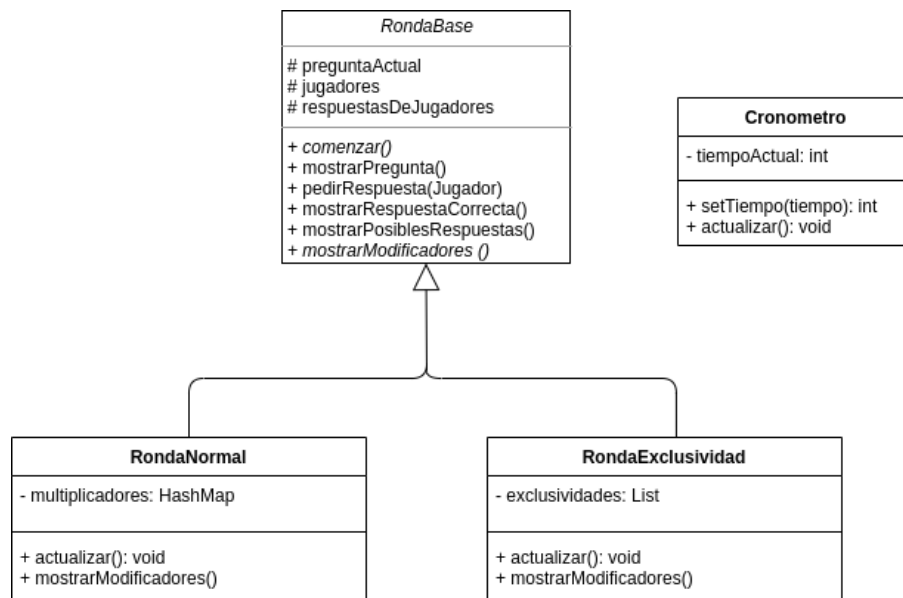 RondaBase
# preguntaActual
# jugadores
# respuestasDeJugadores
+ comenzar()
+ mostrarPregunta()
+ pedirRespuesta(Jugador)
+ mostrarRespuestaCorrecta()
+ mostrarPosiblesRespuestas()
+ mostrarModificadores ()
Cronometro
- tiempoActual: int
+ setTiempo(tiempo): int
+ actualizar(): void
RondaNormal
- multiplicadores: HashMap
+ actualizar(): void
+ mostrarModificadores()
RondaExclusividad
- exclusividades: List
+ actualizar(): void
+ mostrarModificadores()